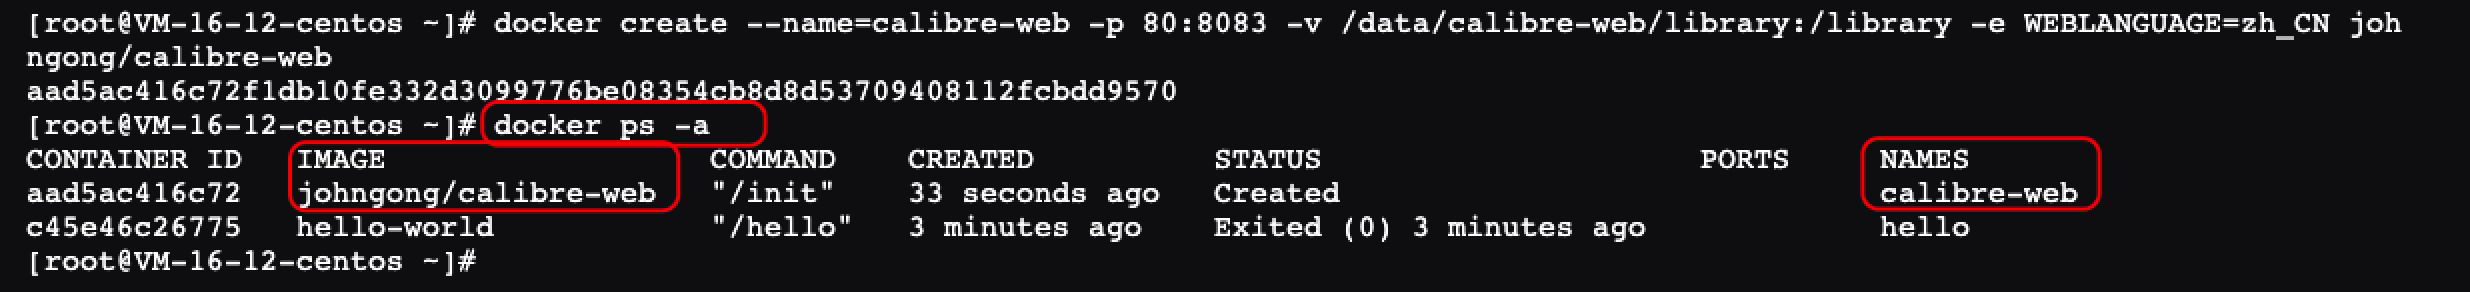 [root@VM-16-12-centos ~]# docker create --name=calibre-web -p 80:8083 -v /data/calibre-web/library:/library -e WEBLANGUAGE=zh_CN joh
ngong/calibre-web
aad5ac416c72f1db10fe332d3099776be08354cb8d8d53709408112fcbdd9570
[root@VM-16-12-centos ~]# docker ps -a
CONTAINER ID   IMAGE                  COMMAND    CREATED          STATUS                     PORTS     NAMES
aad5ac416c72   johngong/calibre-web   "/init"    33 seconds ago   Created                              calibre-web
c45e46c26775   hello-world            "/hello"   3 minutes ago    Exited (0) 3 minutes ago             hello
[root@VM-16-12-centos ~]#